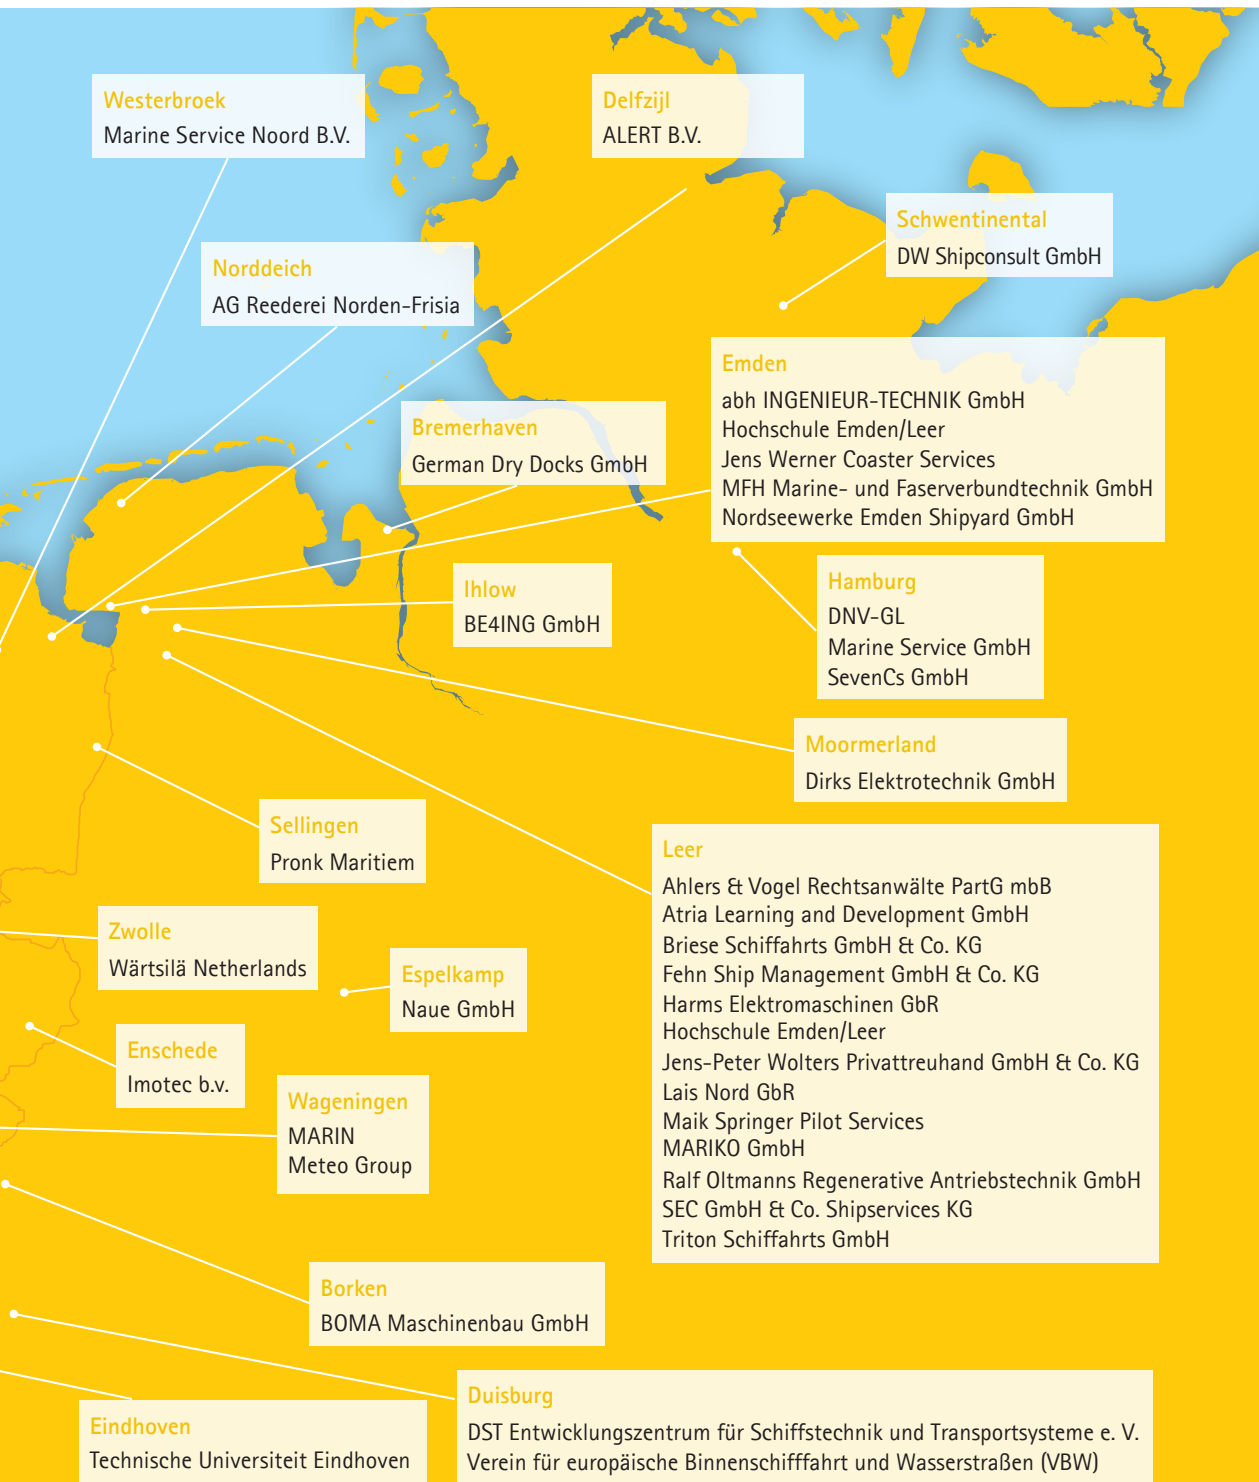 Westerbroek
Marine Service Noord B.V.
Delfzijl
ALERT B.V.
Schwentinental
DW Shipconsult GmbH
Norddeich
AG Reederei Norden-Frisia
Emden
abh INGENIEUR-TECHNIK GmbH
Hochschule Emden/Leer
Jens Werner Coaster Services
MFH Marine- und Faserverbundtechnik GmbH
Nordseewerke Emden Shipyard GmbH
Bremerhaven
German Dry Docks GmbH
Ihlow
BE4ING GmbH
Hamburg
DNV-GL
Marine Service GmbH
SevenCs GmbH
Moormerland
Dirks Elektrotechnik GmbH
Sellingen
Pronk Maritiem
Leer
Ahlers & Vogel Rechtsanwälte PartG mbB
Atria Learning and Development GmbH
Briese Schiffahrts GmbH & Co. KG
Fehn Ship Management GmbH & Co. KG
Harms Elektromaschinen GbR
Hochschule Emden/Leer
Jens-Peter Wolters Privattreuhand GmbH & Co. KG
Lais Nord GbR
Maik Springer Pilot Services
MARIKO GmbH
Ralf Oltmanns Regenerative Antriebstechnik GmbH
SEC GmbH & Co. Shipservices KG
Triton Schiffahrts GmbH
Zwolle
Wärtsilä Netherlands
Espelkamp
Naue GmbH
Enschede
Imotec b.v.
Wageningen
MARIN
Meteo Group
Borken
BOMA Maschinenbau GmbH
Eindhoven
Technische Universiteit Eindhoven
Duisburg
DST Entwicklungszentrum für Schiffstechnik und Transportsysteme e. V.
Verein für europäische Binnenschifffahrt und Wasserstraßen (VBW)